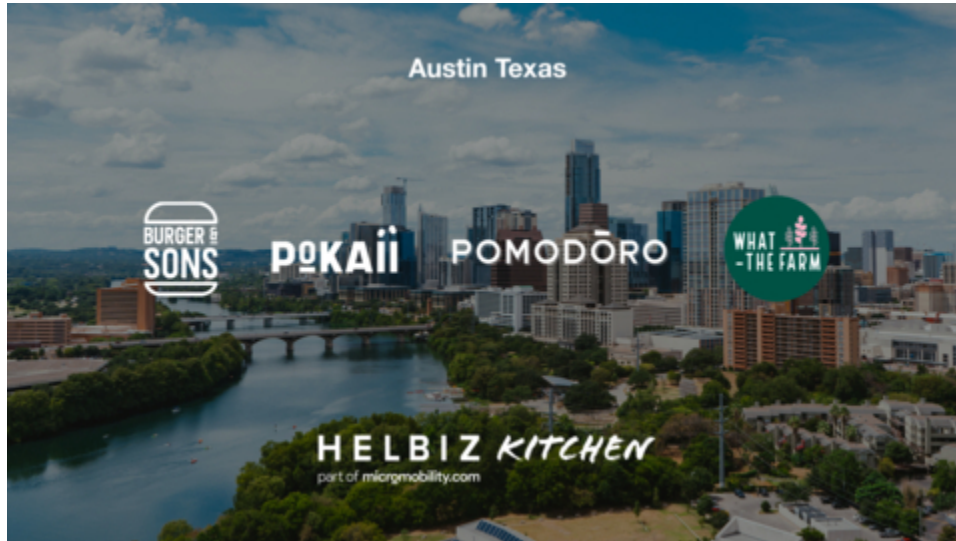 Austin Texas
BURGER &
SONS
POKAII
POMODŌRO
WHAT
-THE FARM
HELBIZ KITCHEN
part of micromobility.com